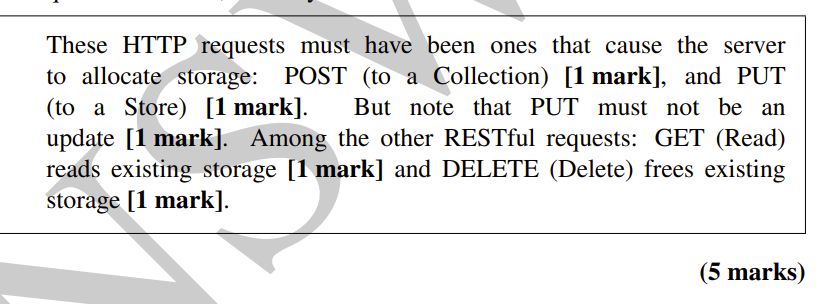 These HTTP requests must have been ones that cause the server
to allocate storage: POST (to a Collection) [1 mark], and PUT
(to a Store) [1 mark]. But note that PUT must not be an
update [1 mark]. Among the other RESTful requests: GET (Read)
reads existing storage [1 mark] and DELETE (Delete) frees existing
storage [1 mark].
(5 marks)